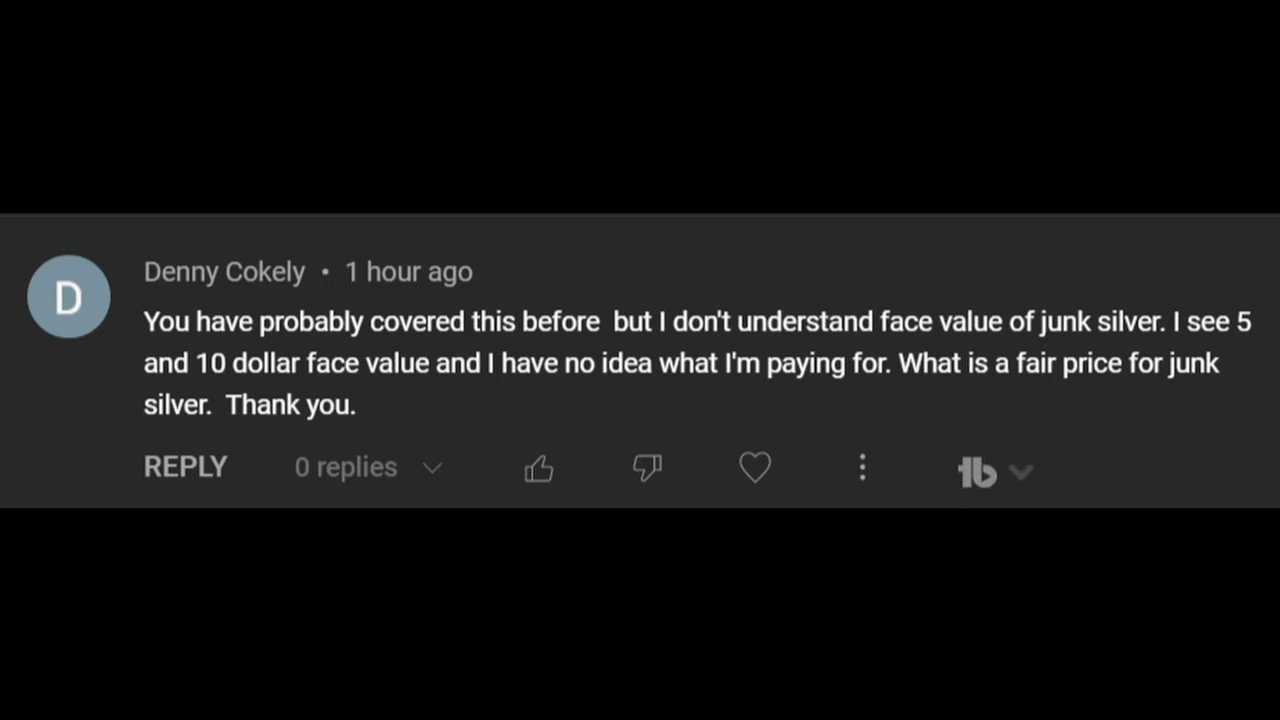 D
Denny Cokely • 1 hour ago
You have probably covered this before  but I don't understand face value of junk silver. I see 5
and 10 dollar face value and I have no idea what I'm paying for. What is a fair price for junk
silver.  Thank you.
REPLY 0 replies
tb